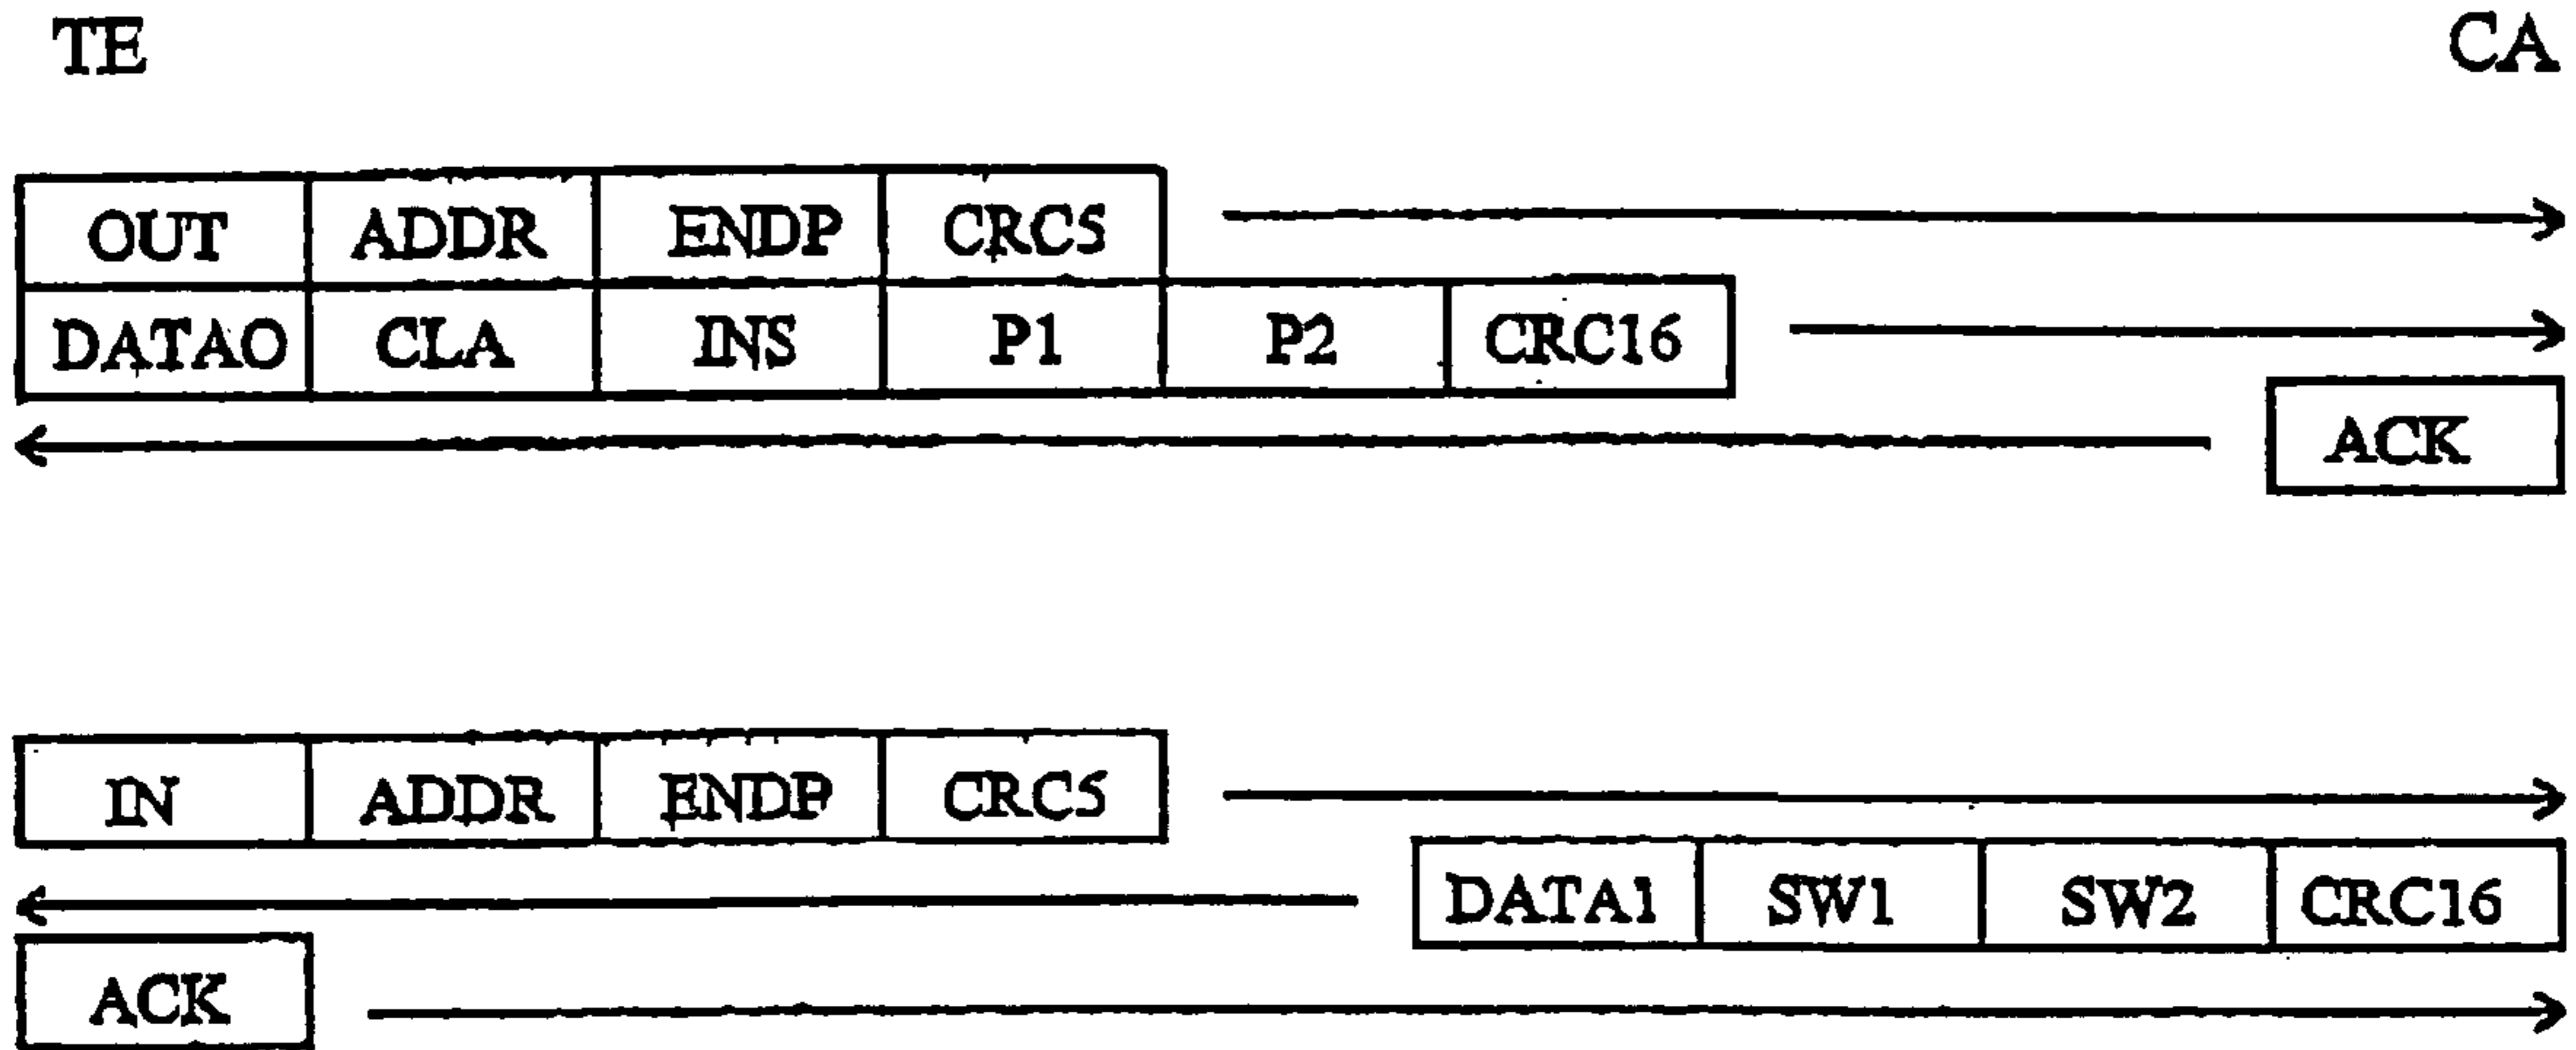 TE CA
OUT ADDR ENDP CRC5
DATAO CLA INS P1 P2 CRC16
ACK
IN ADDR ENDP CRC5
DATA1 SW1 SW2 CRC16
ACK